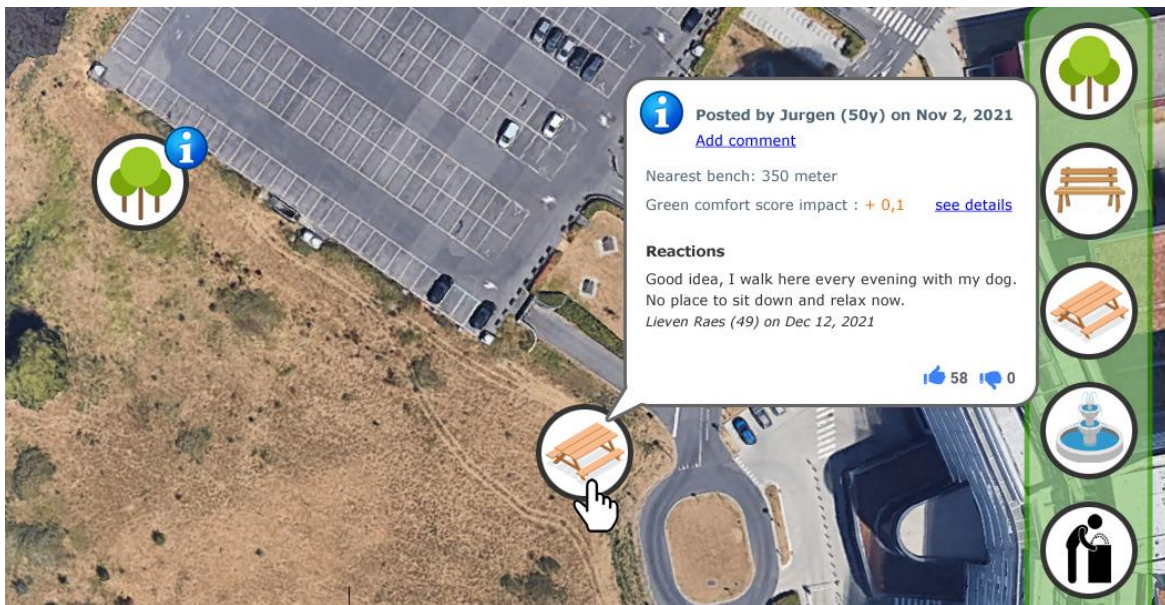 i
i
Posted by Jurgen (50y) on Nov 2, 2021
Add comment
Nearest bench: 350 meter
Green comfort score impact : + 0,1 see details
Reactions
Good idea, I walk here every evening with my dog.
No place to sit down and relax now.
Lieven Raes (49) on Dec 12, 2021
58 0